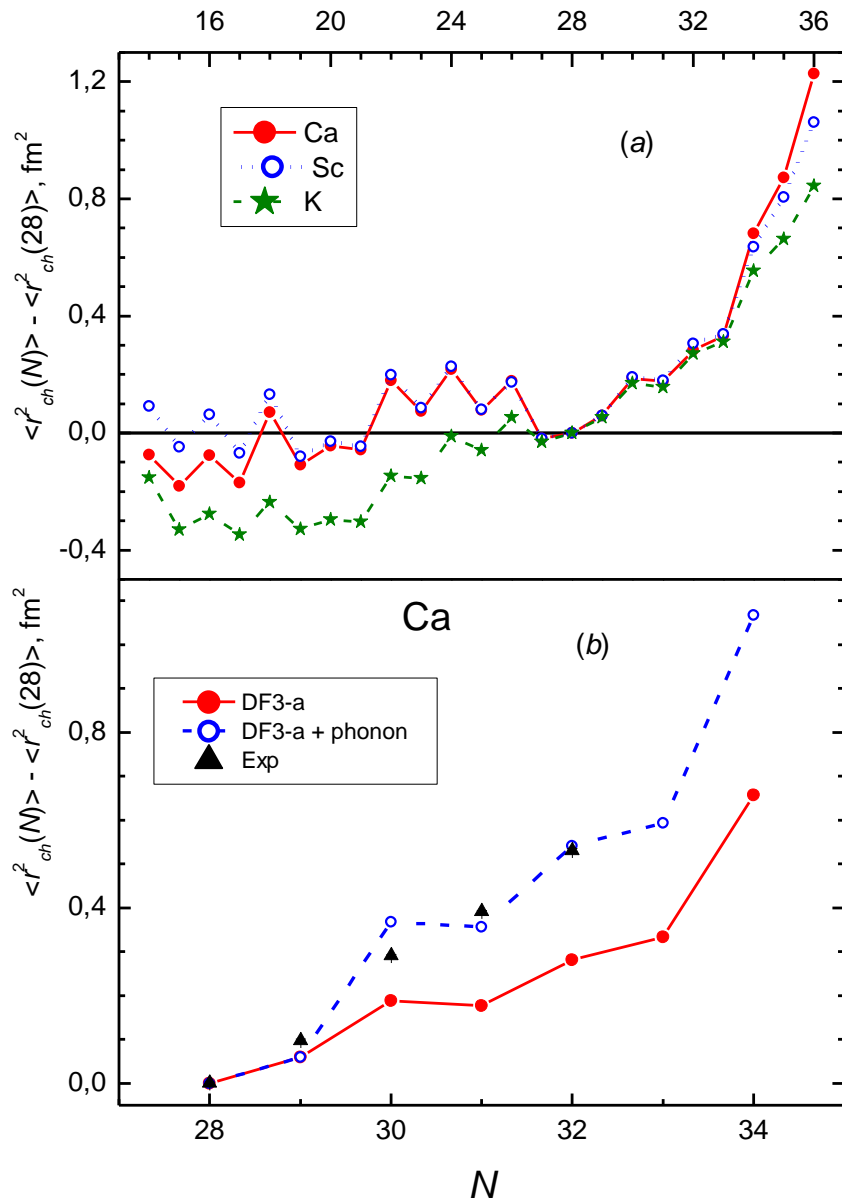 16 20 24 28 32 36
1,2
0,8
0,4
0,0
-0,4
<r²ch(N)> - <r²ch(28)>, fm²
Ca
Sc
K
(a)
Ca
(b)
DF3-a
DF3-a + phonon
Exp
0,8
0,4
0,0
<r²ch(N)> - <r²ch(28)>, fm²
28 30 32 34
N